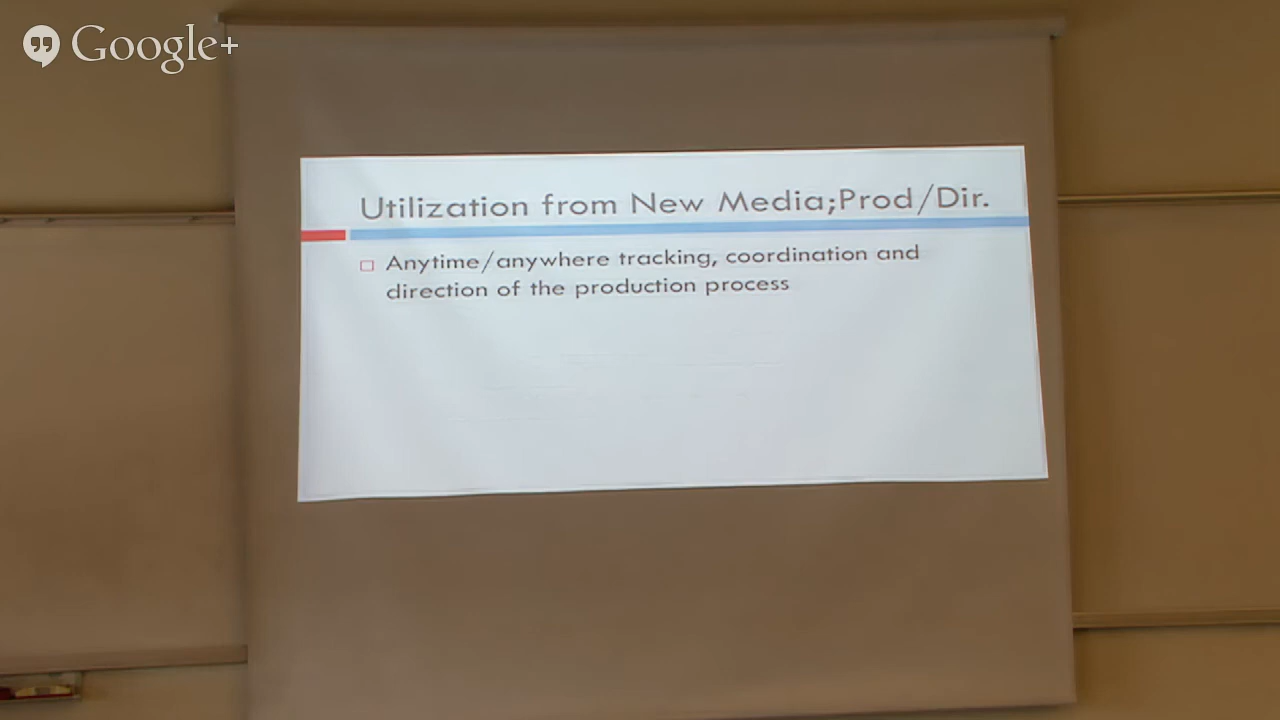 Google+
Utilization from New Media;Prod/Dir.
Anytime/anywhere tracking, coordination and
direction of the production process